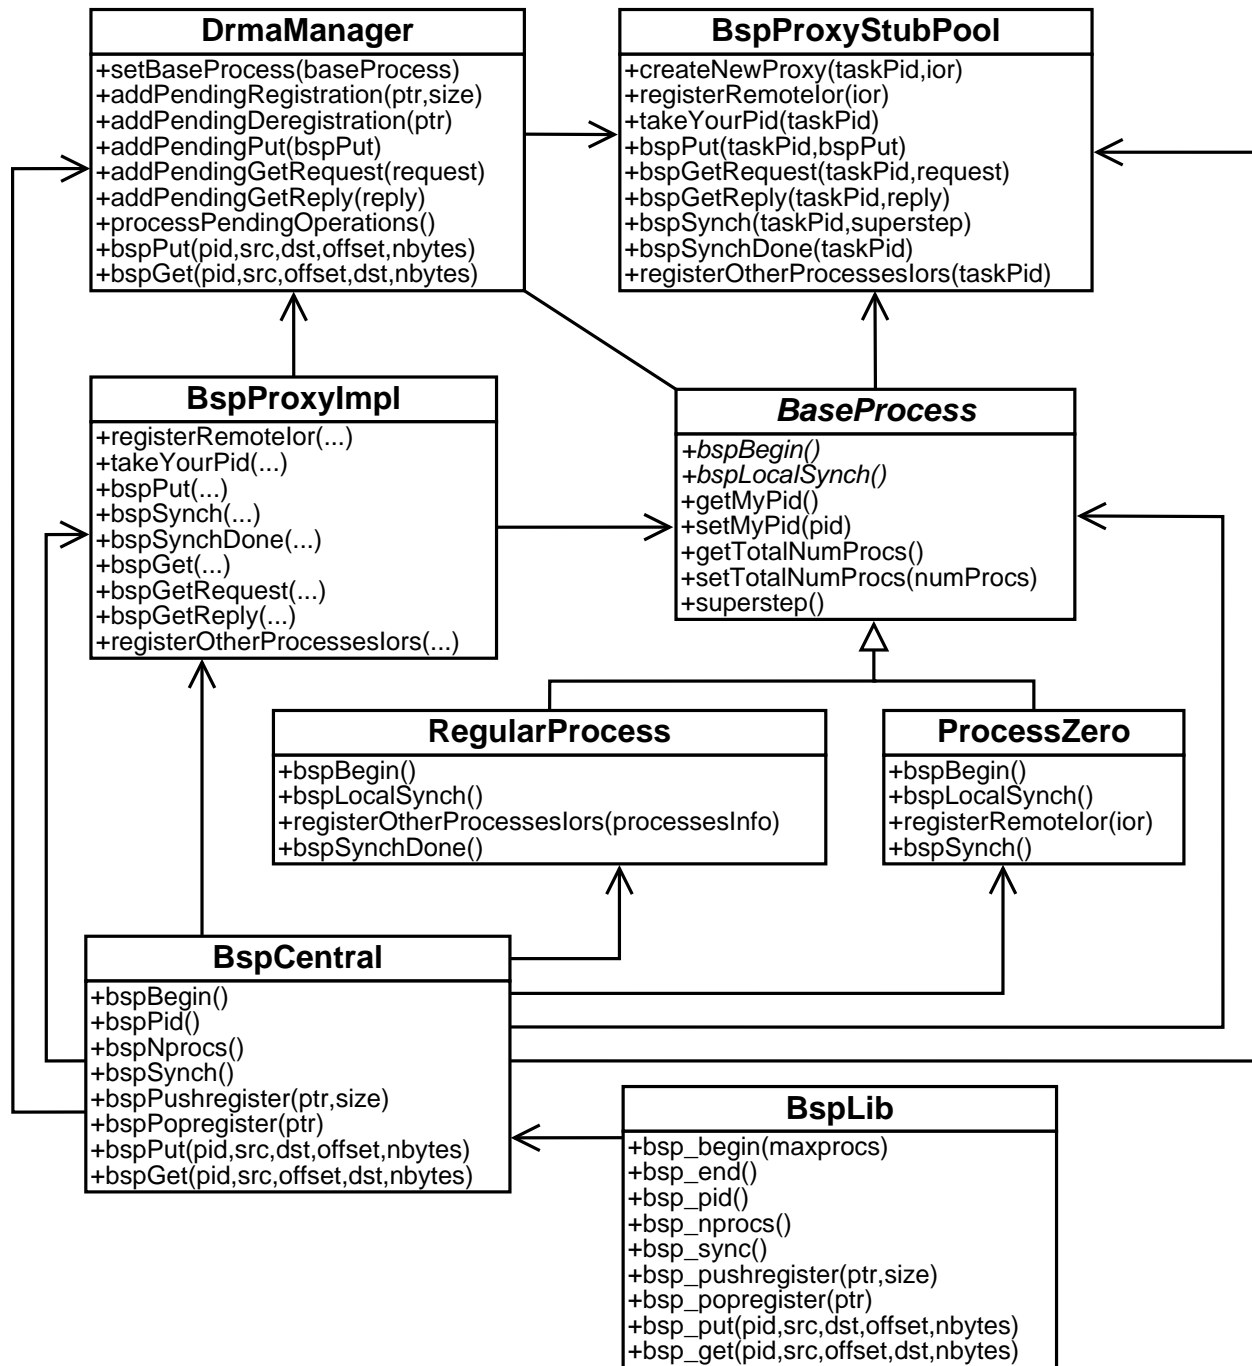 DrmaManager
+setBaseProcess(baseProcess)
+addPendingRegistration(ptr,size)
+addPendingDeregistration(ptr)
+addPendingPut(bspPut)
+addPendingGetRequest(request)
+addPendingGetReply(reply)
+processPendingOperations()
+bspPut(pid,src,dst,offset,nbytes)
+bspGet(pid,src,offset,dst,nbytes)
BspProxyStubPool
+createNewProxy(taskPid,ior)
+registerRemoteIor(ior)
+takeYourPid(taskPid)
+bspPut(taskPid,bspPut)
+bspGetRequest(taskPid,request)
+bspGetReply(taskPid,reply)
+bspSynch(taskPid,superstep)
+bspSynchDone(taskPid)
+registerOtherProcessesIors(taskPid)
BspProxyImpl
+registerRemoteIor(...)
+takeYourPid(...)
+bspPut(...)
+bspSynch(...)
+bspSynchDone(...)
+bspGet(...)
+bspGetRequest(...)
+bspGetReply(...)
+registerOtherProcessesIors(...)
BaseProcess
+bspBegin()
+bspLocalSynch()
+getMyPid()
+setMyPid(pid)
+getTotalNumProcs()
+setTotalNumProcs(numProcs)
+superstep()
RegularProcess
+bspBegin()
+bspLocalSynch()
+registerOtherProcessesIors(processesInfo)
+bspSynchDone()
ProcessZero
+bspBegin()
+bspLocalSynch()
+registerRemoteIor(ior)
+bspSynch()
BspCentral
+bspBegin()
+bspPid()
+bspNprocs()
+bspSynch()
+bspPushregister(ptr,size)
+bspPopregister(ptr)
+bspPut(pid,src,dst,offset,nbytes)
+bspGet(pid,src,offset,dst,nbytes)
BspLib
+bsp_begin(maxprocs)
+bsp_end()
+bsp_pid()
+bsp_nprocs()
+bsp_sync()
+bsp_pushregister(ptr,size)
+bsp_popregister(ptr)
+bsp_put(pid,src,dst,offset,nbytes)
+bsp_get(pid,src,offset,dst,nbytes)